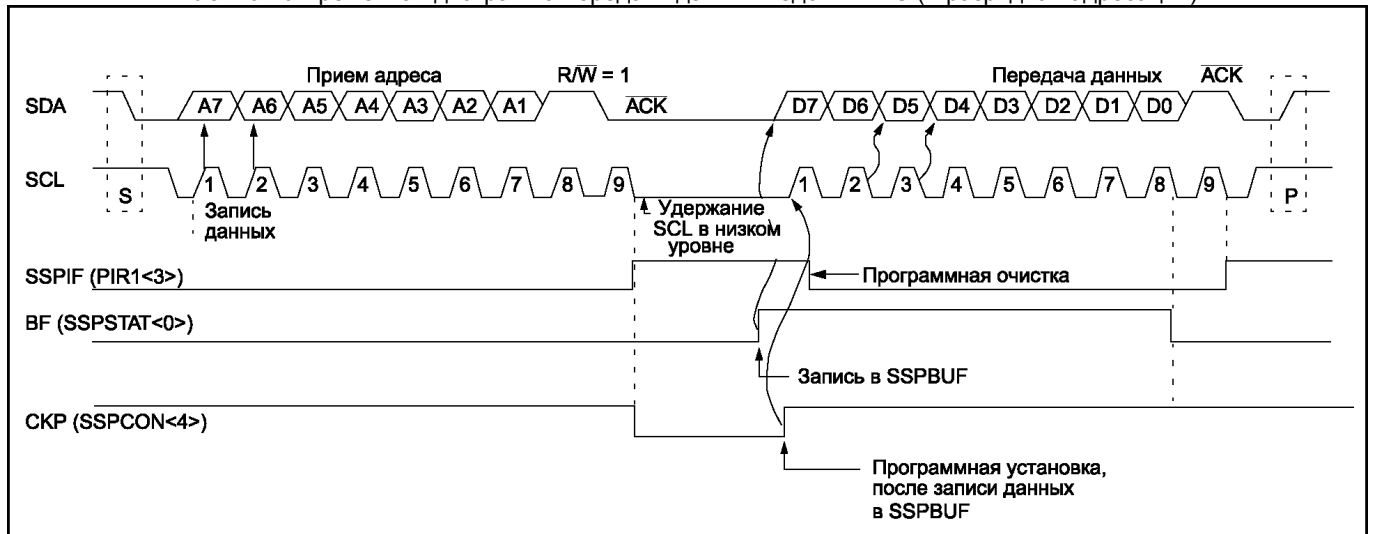 Прием адреса
R/W = 1
Передача данных
ACK
SDA
A7 A6 A5 A4 A3 A2 A1
ACK
D7 D6 D5 D4 D3 D2 D1 D0
SCL
S
1 2 3 4 5 6 7 8 9
1 2 3 4 5 6 7 8 9
P
Запись
данных
Удержание
SCL в низком
уровне
SSPIF (PIR1<3>)
Программная очистка
BF (SSPSTAT<0>)
Запись в SSPBUF
CKP (SSPCON<4>)
Программная установка,
после записи данных
в SSPBUF